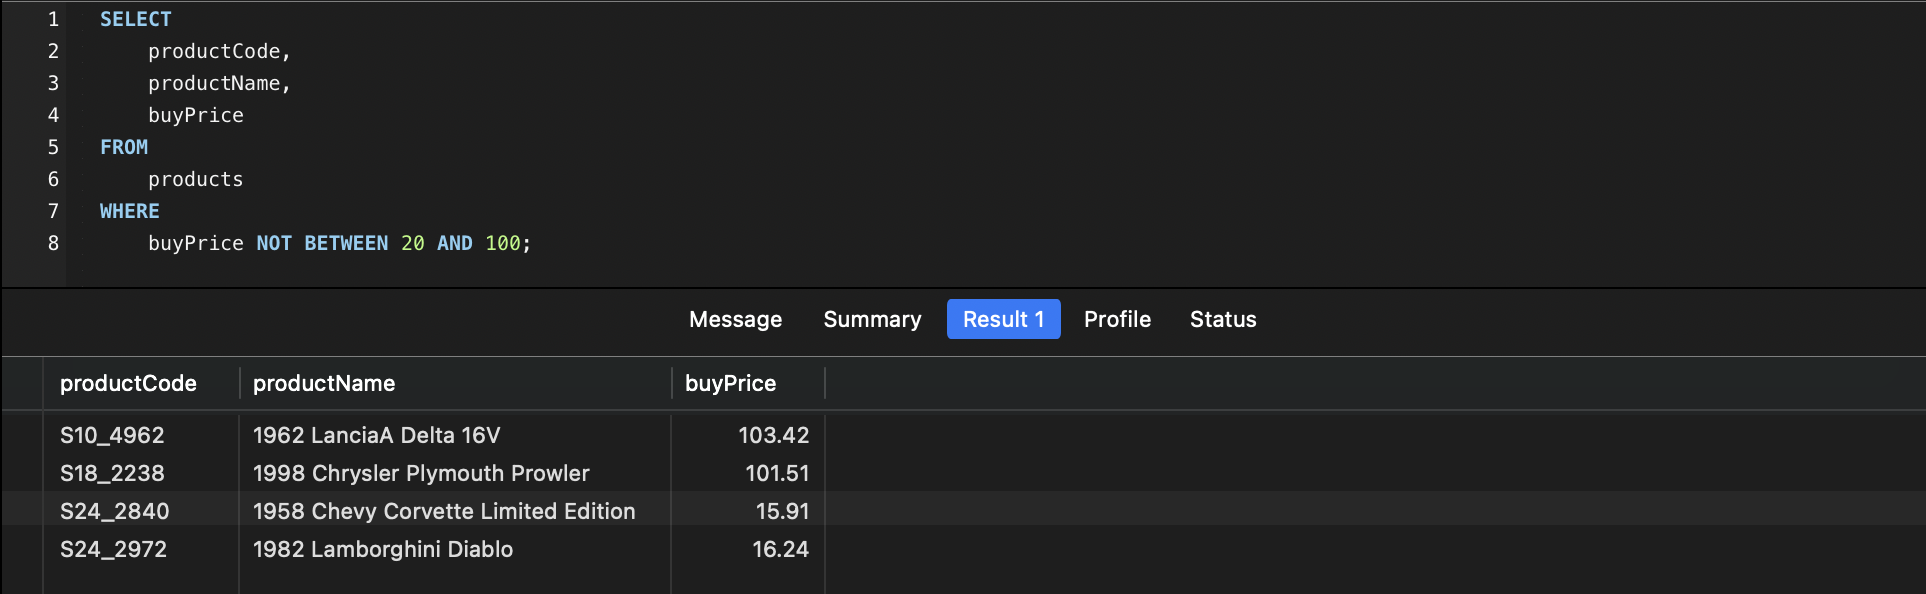 1 SELECT
2 productCode,
3 productName,
4 buyPrice
5 FROM
6 products
7 WHERE
8 buyPrice NOT BETWEEN 20 AND 100;
Message Summary Result 1 Profile Status
productCode productName buyPrice
S10_4962 1962 LanciaA Delta 16V 103.42
S18_2238 1998 Chrysler Plymouth Prowler 101.51
S24_2840 1958 Chevy Corvette Limited Edition 15.91
S24_2972 1982 Lamborghini Diablo 16.24